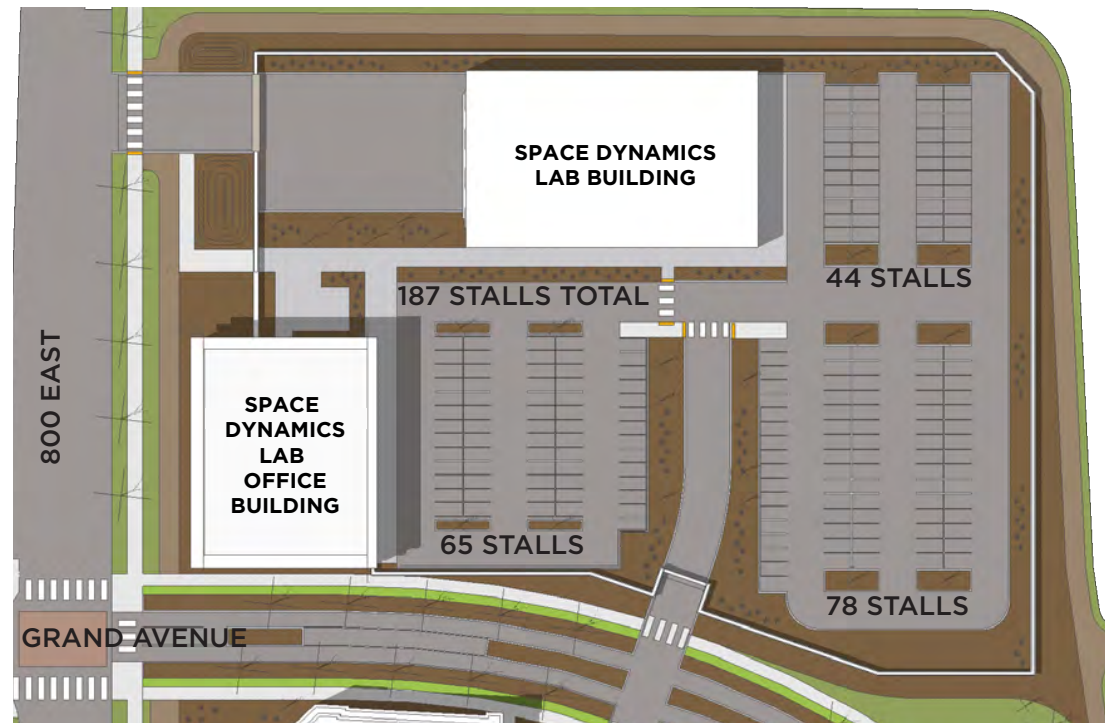 SPACE DYNAMICS
LAB BUILDING
44 STALLS
187 STALLS TOTAL
800 EAST
SPACE
DYNAMICS
LAB
OFFICE
BUILDING
65 STALLS
78 STALLS
GRAND AVENUE